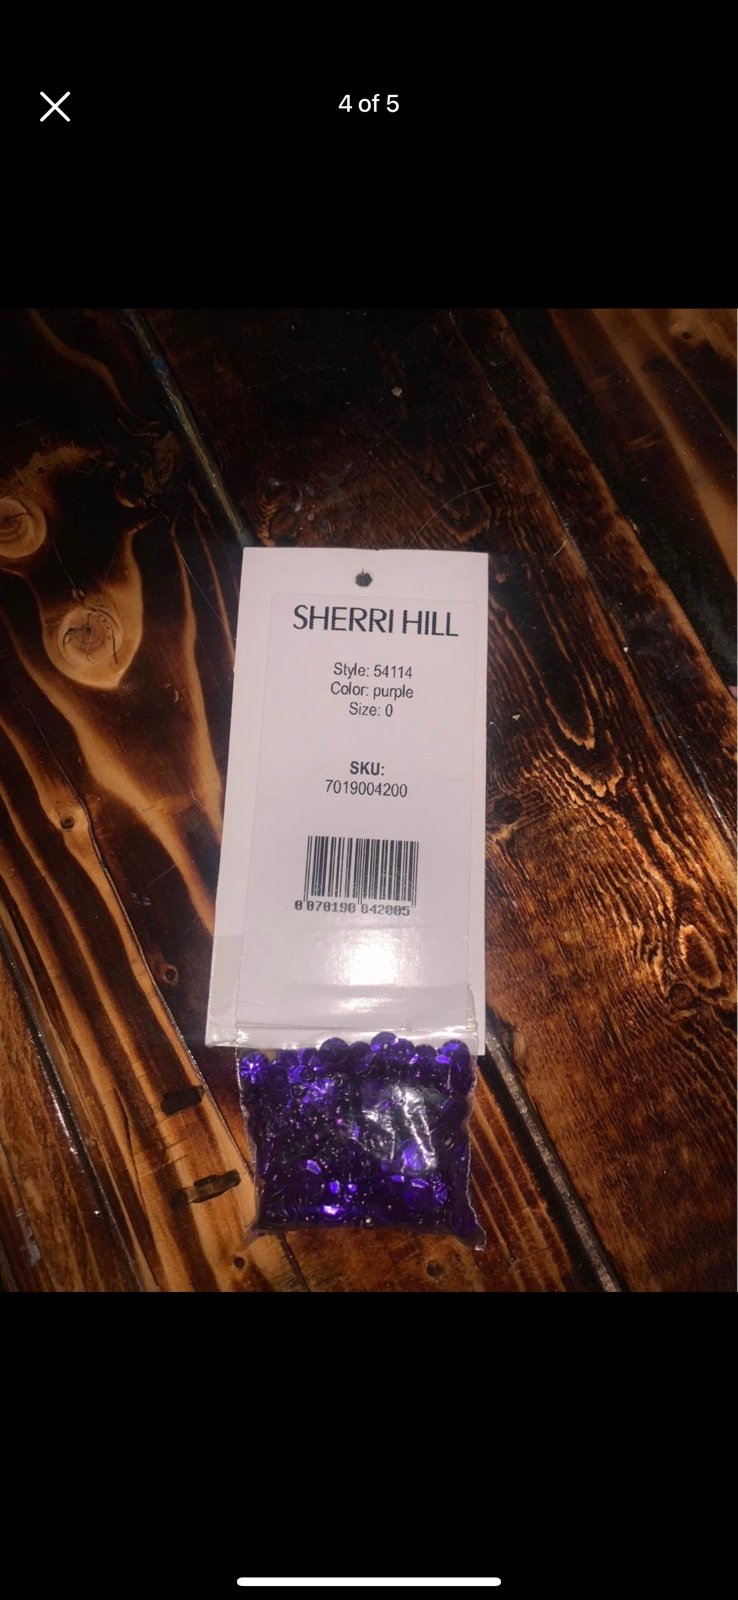 4 of 5
SHERRI HILL
Style: 54114
Color: purple
Size: 0
SKU:
7019004200
0 070190 042005